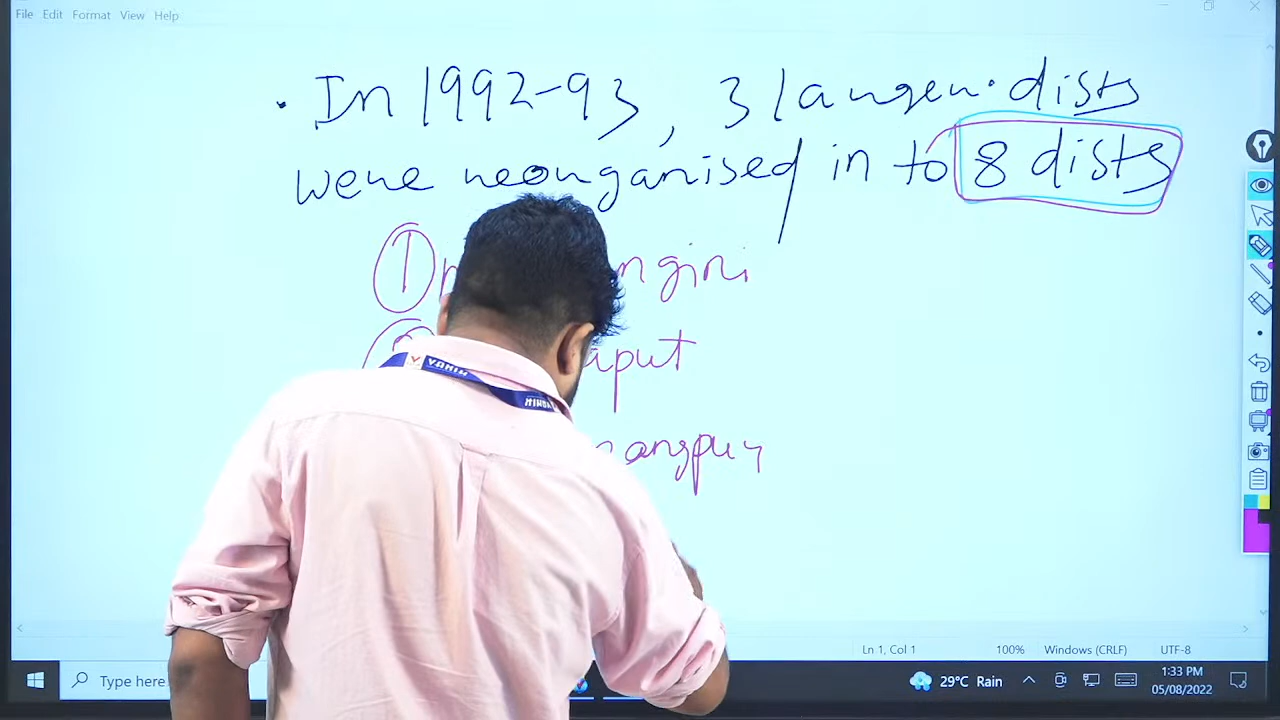 File Edit Format View Help
· In 1992-93, 3 larger dists
were reorganised in to 8 dists
①
aput
angpur
VANIK
Ln 1, Col 1 100% Windows (CRLF) UTF-8
Type here
29°C Rain
1:33 PM
05/08/2022